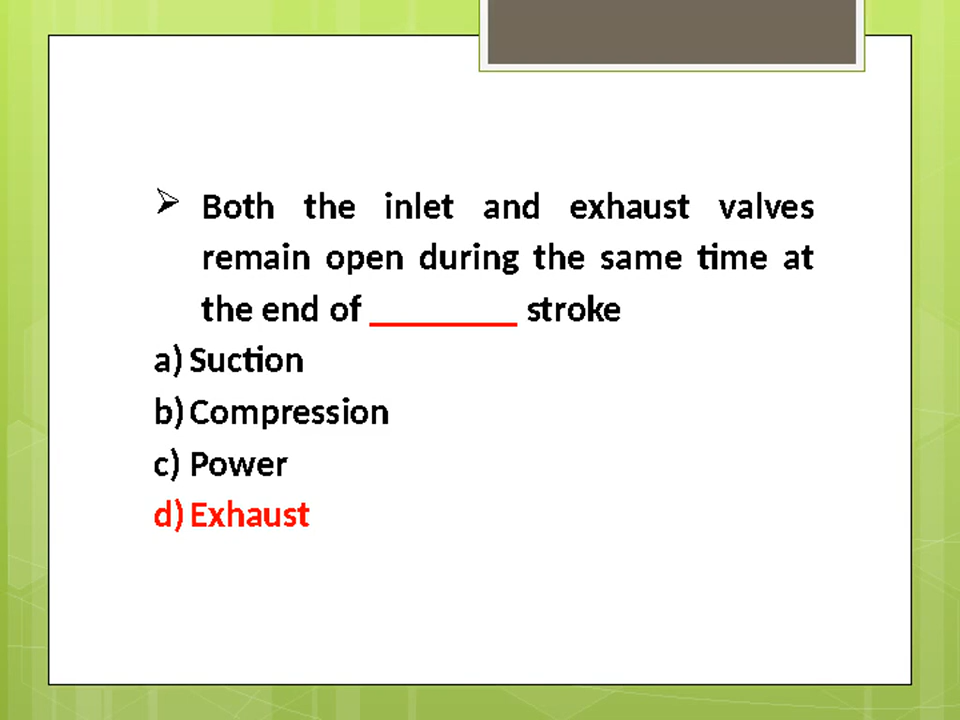 ➢ Both the inlet and exhaust valves
remain open during the same time at
the end of ________ stroke
a) Suction
b) Compression
c) Power
d) Exhaust